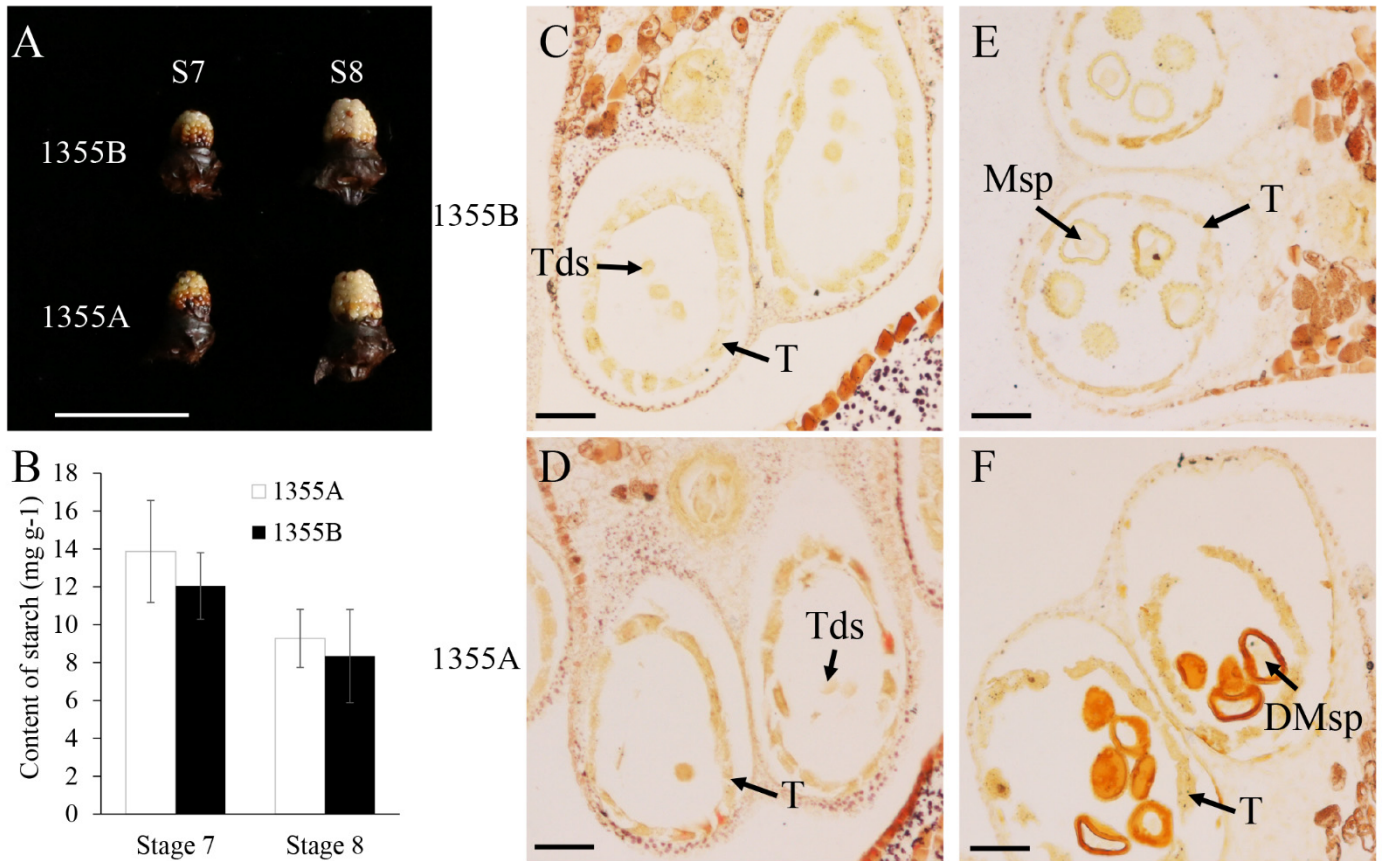 A
S7 S8
1355B
1355A
B
18
16
14
12
10
8
6
4
2
0
Content of starch (mg g-1)
1355A
1355B
Stage 7 Stage 8
1355B
1355A
C
Tds
T
D
Tds
T
E
Msp
T
F
DMsp
T